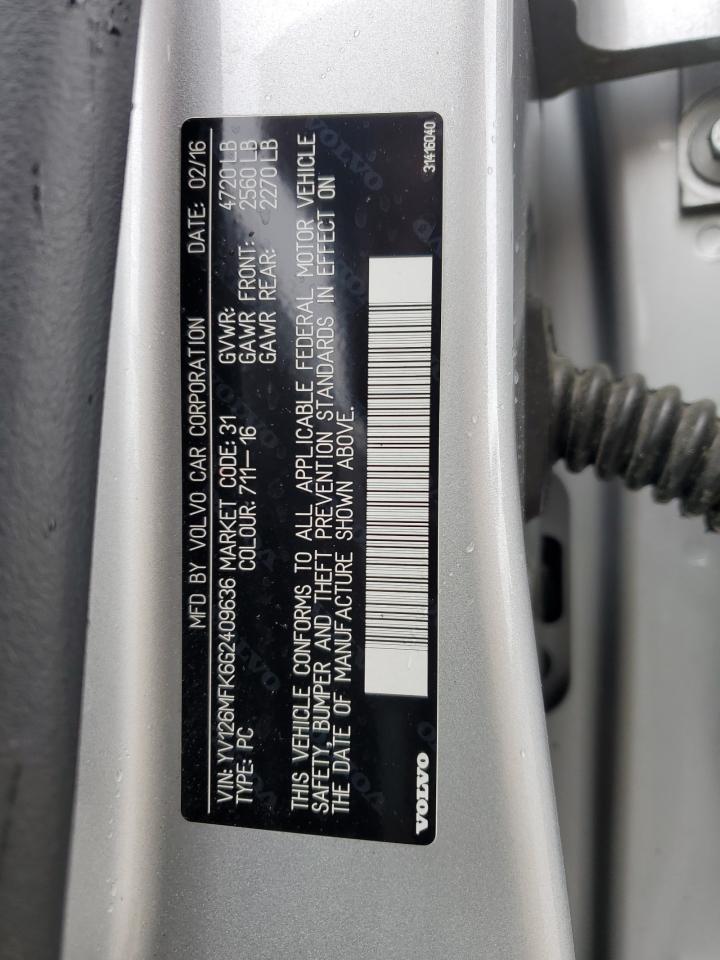 MFD BY VOLVO CAR CORPORATION DATE: 02/16
VIN: YV126MFK6G2409636 MARKET CODE: 31 GVWR: 4720 LB
TYPE: PC COLOUR: 711-16 GAWR FRONT: 2560 LB
GAWR REAR: 2270 LB
THIS VEHICLE CONFORMS TO ALL APPLICABLE FEDERAL MOTOR VEHICLE
SAFETY, BUMPER AND THEFT PREVENTION STANDARDS IN EFFECT ON
THE DATE OF MANUFACTURE SHOWN ABOVE.
VOLVO 31416040